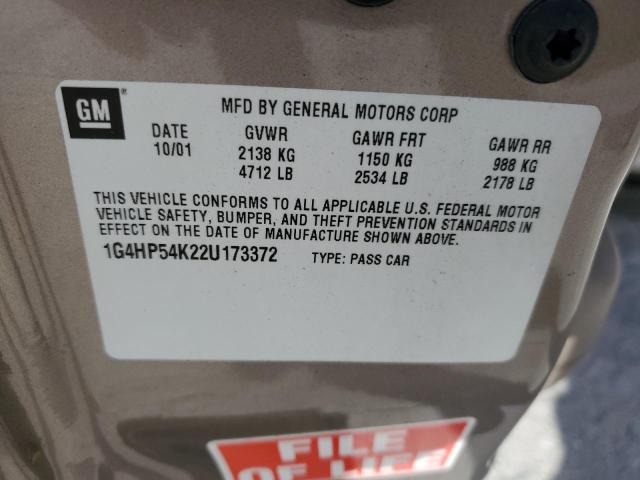 GM ®
MFD BY GENERAL MOTORS CORP
DATE GVWR GAWR FRT GAWR RR
10/01 2138 KG 1150 KG 988 KG
4712 LB 2534 LB 2178 LB
THIS VEHICLE CONFORMS TO ALL APPLICABLE U.S. FEDERAL MOTOR
VEHICLE SAFETY, BUMPER, AND THEFT PREVENTION STANDARDS IN
EFFECT ON THE DATE OF MANUFACTURE SHOWN ABOVE.
1G4HP54K22U173372 TYPE: PASS CAR
FILE
OF LIFE